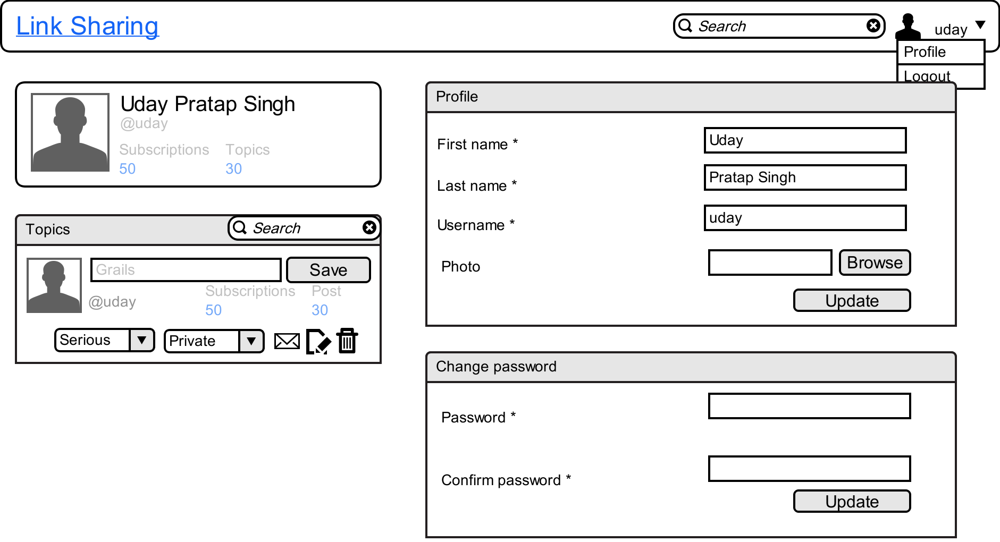 Link Sharing
Search
uday
Profile
Logout
Uday Pratap Singh
@uday
Subscriptions Topics
50 30
Topics
Search
Grails
Save
@uday
Subscriptions Post
50 30
Serious
Private
Profile
First name *
Uday
Last name *
Pratap Singh
Username *
uday
Photo
Browse
Update
Change password
Password *
Confirm password *
Update